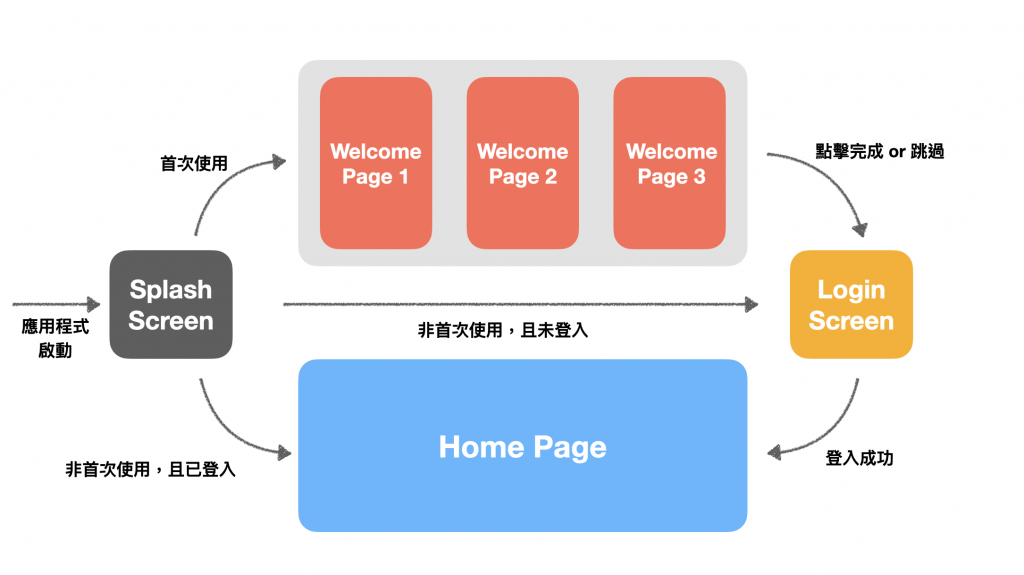 首次使用
Welcome
Page 1
Welcome
Page 2
Welcome
Page 3
點擊完成 or 跳過
Splash
Screen
應用程式
啟動
非首次使用，且未登入
Login
Screen
非首次使用，且已登入
Home Page
登入成功